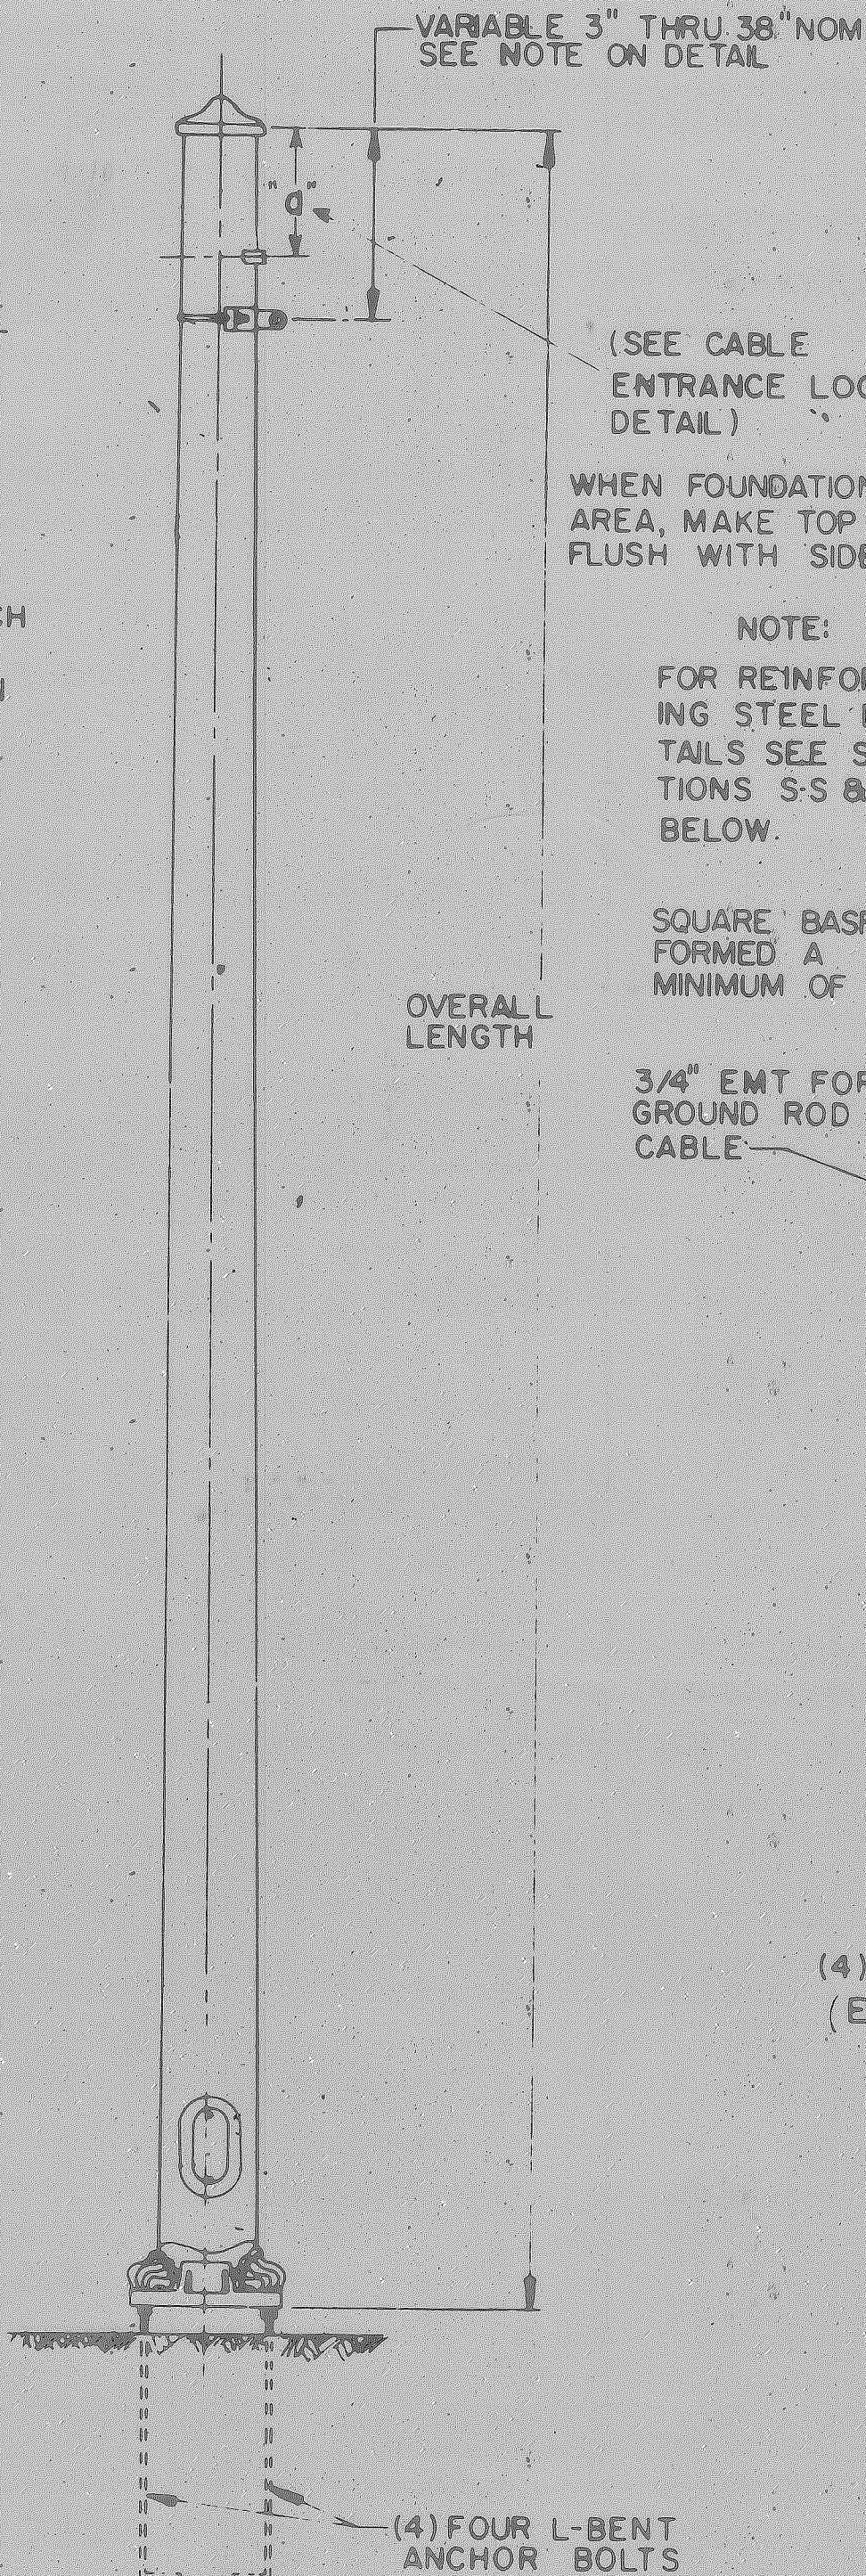 VARIABLE 3" THRU 38" NOM
SEE NOTE ON DETAIL
"a"
(SEE CABLE
ENTRANCE LOC
DETAIL)
WHEN FOUNDATION
AREA, MAKE TOP
FLUSH WITH SIDE
CH
NOTE:
FOR REINFOR
ING STEEL
TAILS SEE S
TIONS S-S &
BELOW.
SQUARE BASE
FORMED A
MINIMUM OF
OVERALL
LENGTH
3/4" EMT FOR
GROUND ROD
CABLE
(4)
(E
(4) FOUR L-BENT
ANCHOR BOLTS